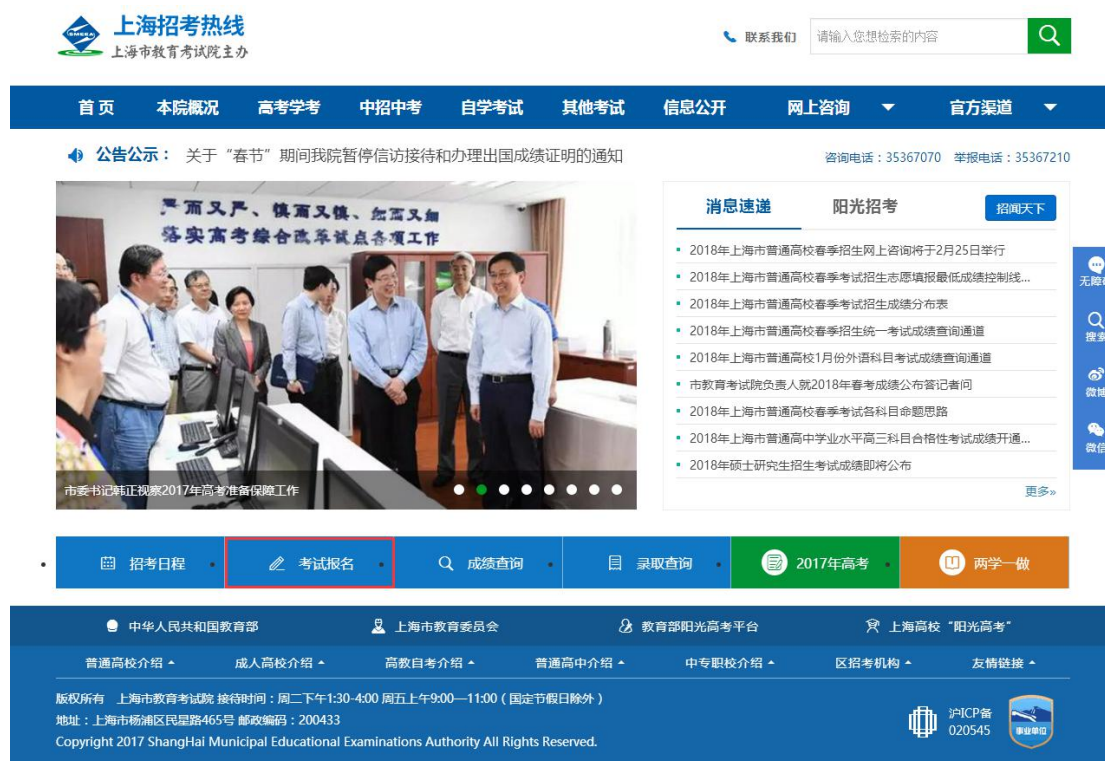 SMEEA
上海招考热线
上海市教育考试院主办
联系我们
请输入您想检索的内容
首 页 本院概况 高考学考 中招中考 自学考试 其他考试 信息公开 网上咨询 官方渠道
公告公示： 关于“春节”期间我院暂停信访接待和办理出国成绩证明的通知
咨询电话：35367070 举报电话：35367210
严而又严、慎而又慎、细而又细
落实高考综合改革试点各项工作
市委书记韩正视察2017年高考准备保障工作
消息速递 阳光招考 招闻天下
2018年上海市普通高校春季招生网上咨询将于2月25日举行
2018年上海市普通高校春季考试招生志愿填报最低成绩控制线...
2018年上海市普通高校春季考试招生成绩分布表
2018年上海市普通高校春季招生统一考试成绩查询通道
2018年上海市普通高校1月份外语科目考试成绩查询通道
市教育考试院负责人就2018年春考成绩公布答记者问
2018年上海市普通高校春季考试各科目命题思路
2018年上海市普通高中学业水平高三科目合格性考试成绩开通...
2018年硕士研究生招生考试成绩即将公布
更多»
无障
搜索
微博
微信
招考日程 考试报名 成绩查询 录取查询 2017年高考 两学一做
中华人民共和国教育部 上海市教育委员会 教育部阳光高考平台 上海高校“阳光高考”
普通高校介绍 成人高校介绍 高教自考介绍 普通高中介绍 中专职校介绍 区招考机构 友情链接
版权所有 上海市教育考试院 接待时间：周二下午1:30-4:00 周五上午9:00—11:00（国定节假日除外）
地址：上海市杨浦区民星路465号 邮政编码：200433
Copyright 2017 ShangHai Municipal Educational Examinations Authority All Rights Reserved.
沪ICP备
020545
事业单位